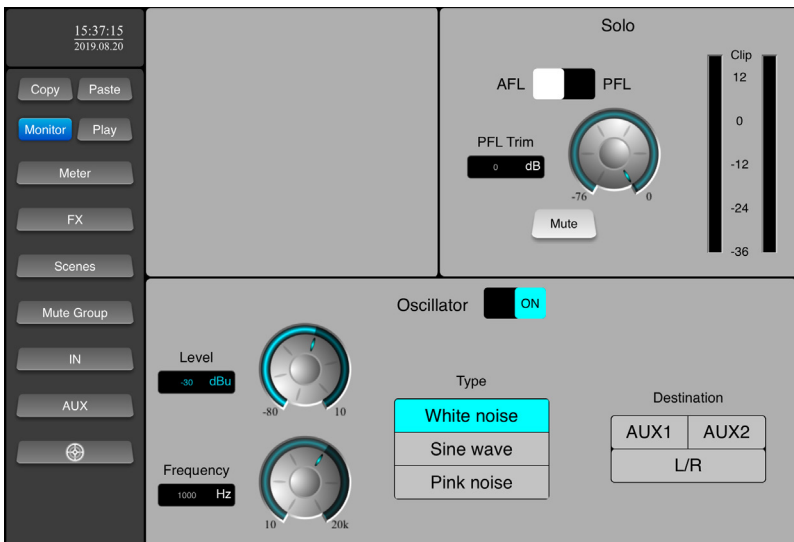 15:37:15
2019.08.20
Copy Paste
Monitor Play
Meter
FX
Scenes
Mute Group
IN
AUX
Solo
AFL PFL
PFL Trim
0 dB
-76 0
Mute
Clip
12
0
-12
-24
-36
Oscillator ON
Level
-30 dBu
-80 10
Frequency
1000 Hz
10 20k
Type
White noise
Sine wave
Pink noise
Destination
AUX1 AUX2
L/R